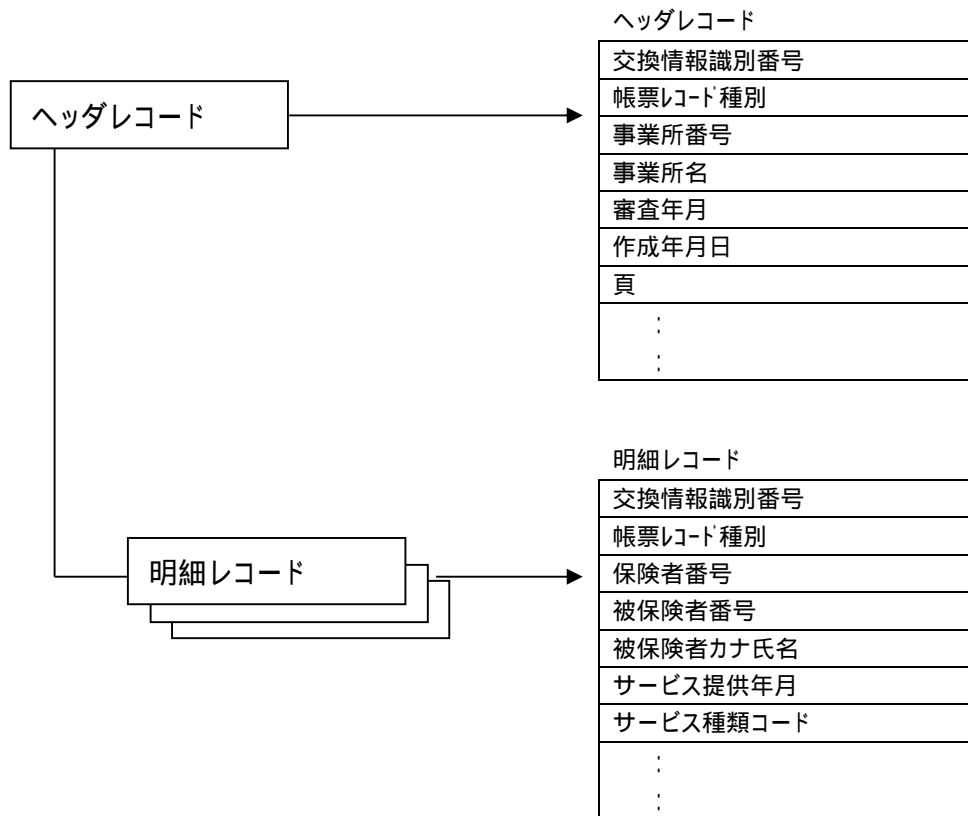 ヘッダレコード
ヘッダレコード
交換情報識別番号
帳票ﾚｺｰﾄﾞ種別
事業所番号
事業所名
審査年月
作成年月日
頁
:
:
明細レコード
明細レコード
交換情報識別番号
帳票ﾚｺｰﾄﾞ種別
保険者番号
被保険者番号
被保険者カナ氏名
サービス提供年月
サービス種類コード
:
: